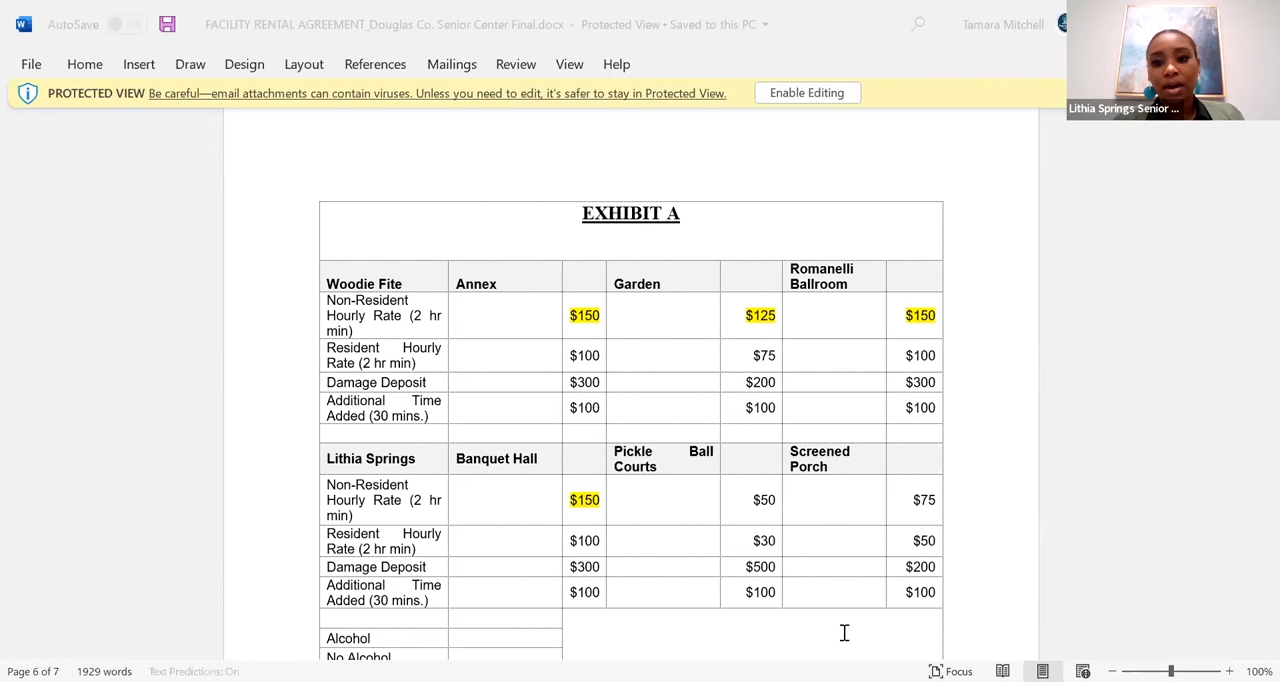 AutoSave
FACILITY RENTAL AGREEMENT_Douglas Co. Senior Center Final.docx - Protected View • Saved to this PC
Tamara Mitchell
File Home Insert Draw Design Layout References Mailings Review View Help
PROTECTED VIEW Be careful—email attachments can contain viruses. Unless you need to edit, it's safer to stay in Protected View. Enable Editing
Lithia Springs Senior ...
EXHIBIT A
Woodie Fite Annex Garden Romanelli Ballroom
Non-Resident Hourly Rate (2 hr min) $150 $125 $150
Resident Hourly Rate (2 hr min) $100 $75 $100
Damage Deposit $300 $200 $300
Additional Time Added (30 mins.) $100 $100 $100
Lithia Springs Banquet Hall Pickle Ball Courts Screened Porch
Non-Resident Hourly Rate (2 hr min) $150 $50 $75
Resident Hourly Rate (2 hr min) $100 $30 $50
Damage Deposit $300 $500 $200
Additional Time Added (30 mins.) $100 $100 $100
Alcohol
No Alcohol
Page 6 of 7 1929 words Text Predictions: On Focus 100%